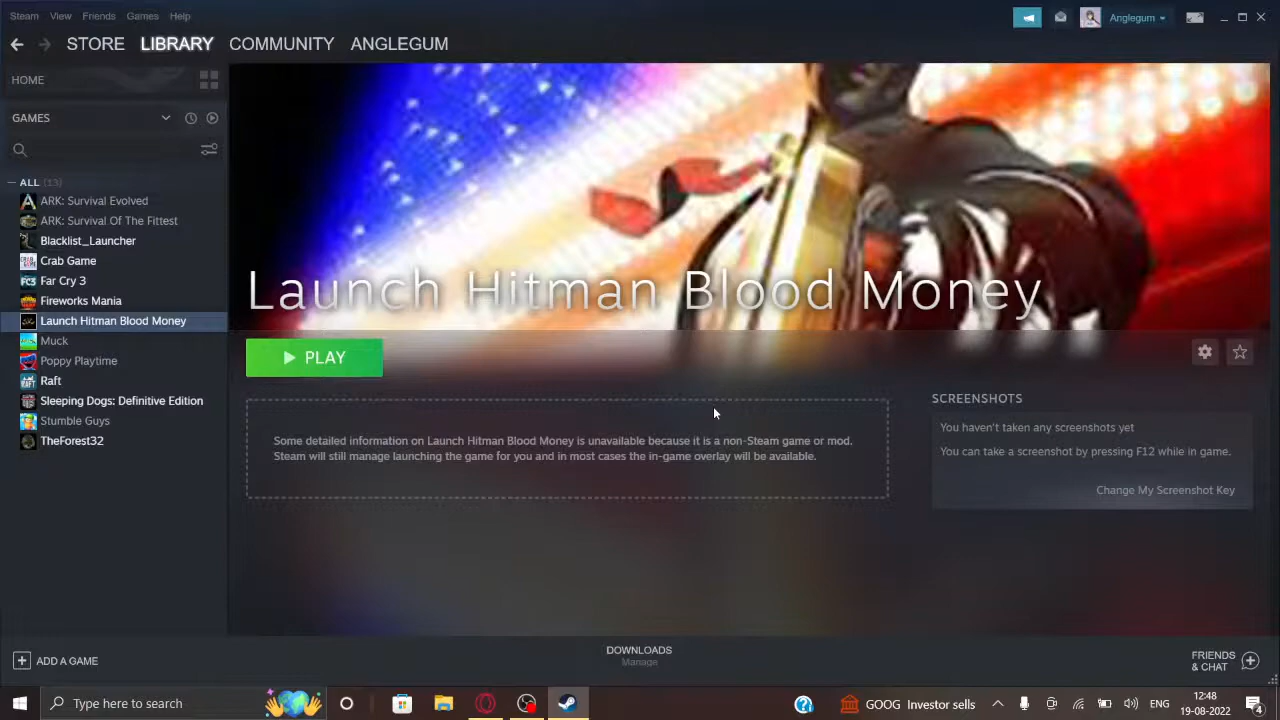 Steam View Friends Games Help
Anglegum
STORE LIBRARY COMMUNITY ANGLEGUM
HOME
GAMES
ALL (13)
ARK: Survival Evolved
ARK: Survival Of The Fittest
Blacklist_Launcher
Crab Game
Far Cry 3
Fireworks Mania
Launch Hitman Blood Money
Muck
Poppy Playtime
Raft
Sleeping Dogs: Definitive Edition
Stumble Guys
TheForest32
Launch Hitman Blood Money
PLAY
Some detailed information on Launch Hitman Blood Money is unavailable because it is a non-Steam game or mod.
Steam will still manage launching the game for you and in most cases the in-game overlay will be available.
SCREENSHOTS
You haven't taken any screenshots yet
You can take a screenshot by pressing F12 while in game.
Change My Screenshot Key
ADD A GAME
DOWNLOADS
Manage
FRIENDS
& CHAT
Type here to search
GOOG Investor sells
ENG
12:48
19-08-2022
4